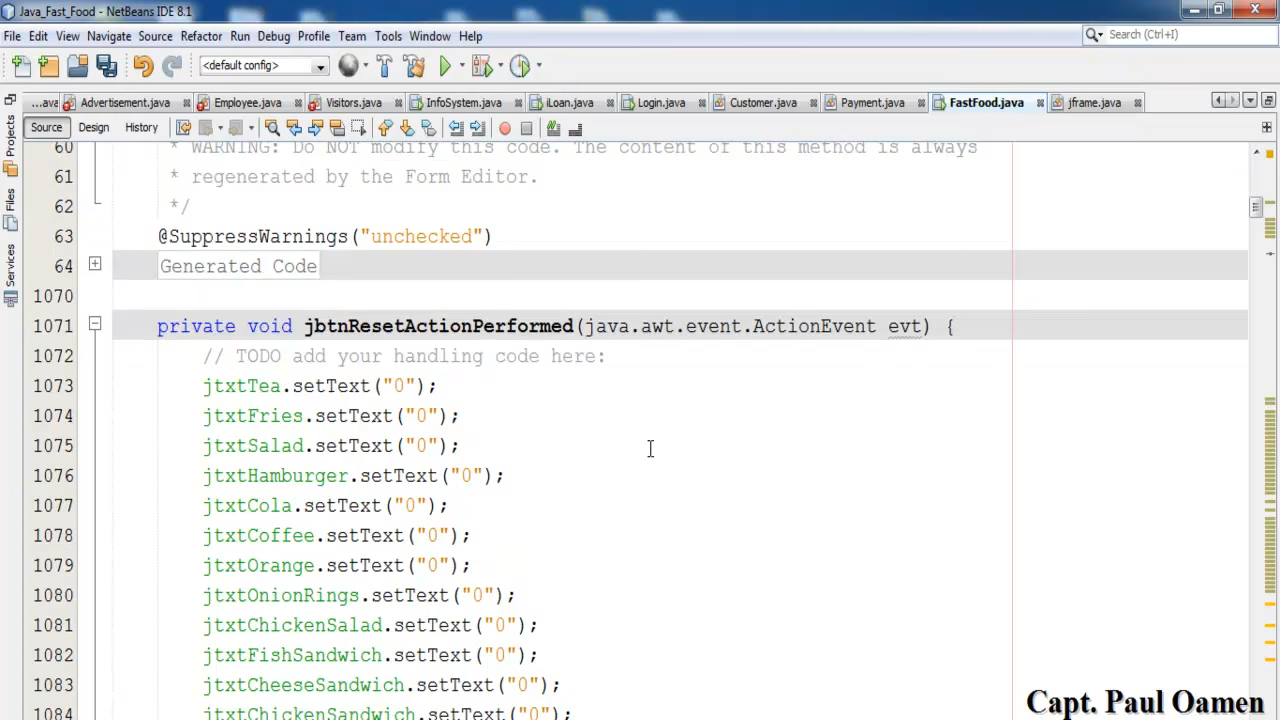 Java_Fast_Food - NetBeans IDE 8.1
File Edit View Navigate Source Refactor Run Debug Profile Team Tools Window Help
Search (Ctrl+I)
<default config>
...ava Advertisement.java Employee.java Visitors.java InfoSystem.java iLoan.java Login.java Customer.java Payment.java FastFood.java jframe.java
Source Design History
Projects
Files
Services
60 * WARNING: Do NOT modify this code. The content of this method is always
61 * regenerated by the Form Editor.
62 */
63 @SuppressWarnings("unchecked")
64 Generated Code
1070
1071 private void jbtnResetActionPerformed(java.awt.event.ActionEvent evt) {
1072 // TODO add your handling code here:
1073 jtxtTea.setText("0");
1074 jtxtFries.setText("0");
1075 jtxtSalad.setText("0");
1076 jtxtHamburger.setText("0");
1077 jtxtCola.setText("0");
1078 jtxtCoffee.setText("0");
1079 jtxtOrange.setText("0");
1080 jtxtOnionRings.setText("0");
1081 jtxtChickenSalad.setText("0");
1082 jtxtFishSandwich.setText("0");
1083 jtxtCheeseSandwich.setText("0");
1084 jtxtChickenSandwich.setText("0");
Capt. Paul Oamen